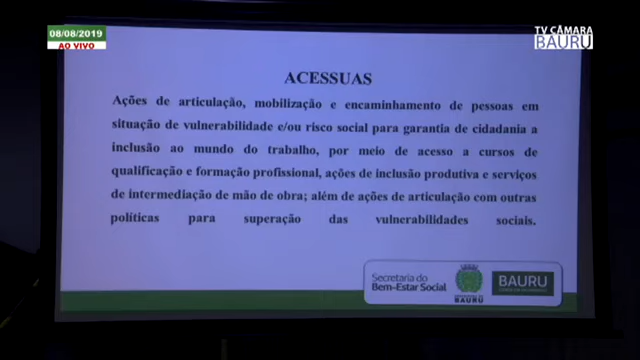 08/08/2019
AO VIVO
TV CÂMARA
BAURU
ACESSUAS
Ações de articulação, mobilização e encaminhamento de pessoas em
situação de vulnerabilidade e/ou risco social para garantia de cidadania a
inclusão ao mundo do trabalho, por meio de acesso a cursos de
qualificação e formação profissional, ações de inclusão produtiva e serviços
de intermediação de mão de obra; além de ações de articulação com outras
políticas para superação das vulnerabilidades sociais.
Secretaria do
Bem-Estar Social
BAURU
BAURU